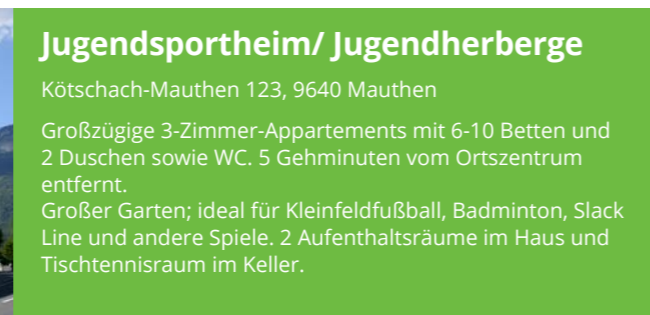 Jugendsportheim/ Jugendherberge
Kötschach-Mauthen 123, 9640 Mauthen
Großzügige 3-Zimmer-Appartements mit 6-10 Betten und
2 Duschen sowie WC. 5 Gehminuten vom Ortszentrum
entfernt.
Großer Garten; ideal für Kleinfeldfußball, Badminton, Slack
Line und andere Spiele. 2 Aufenthaltsräume im Haus und
Tischtennisraum im Keller.